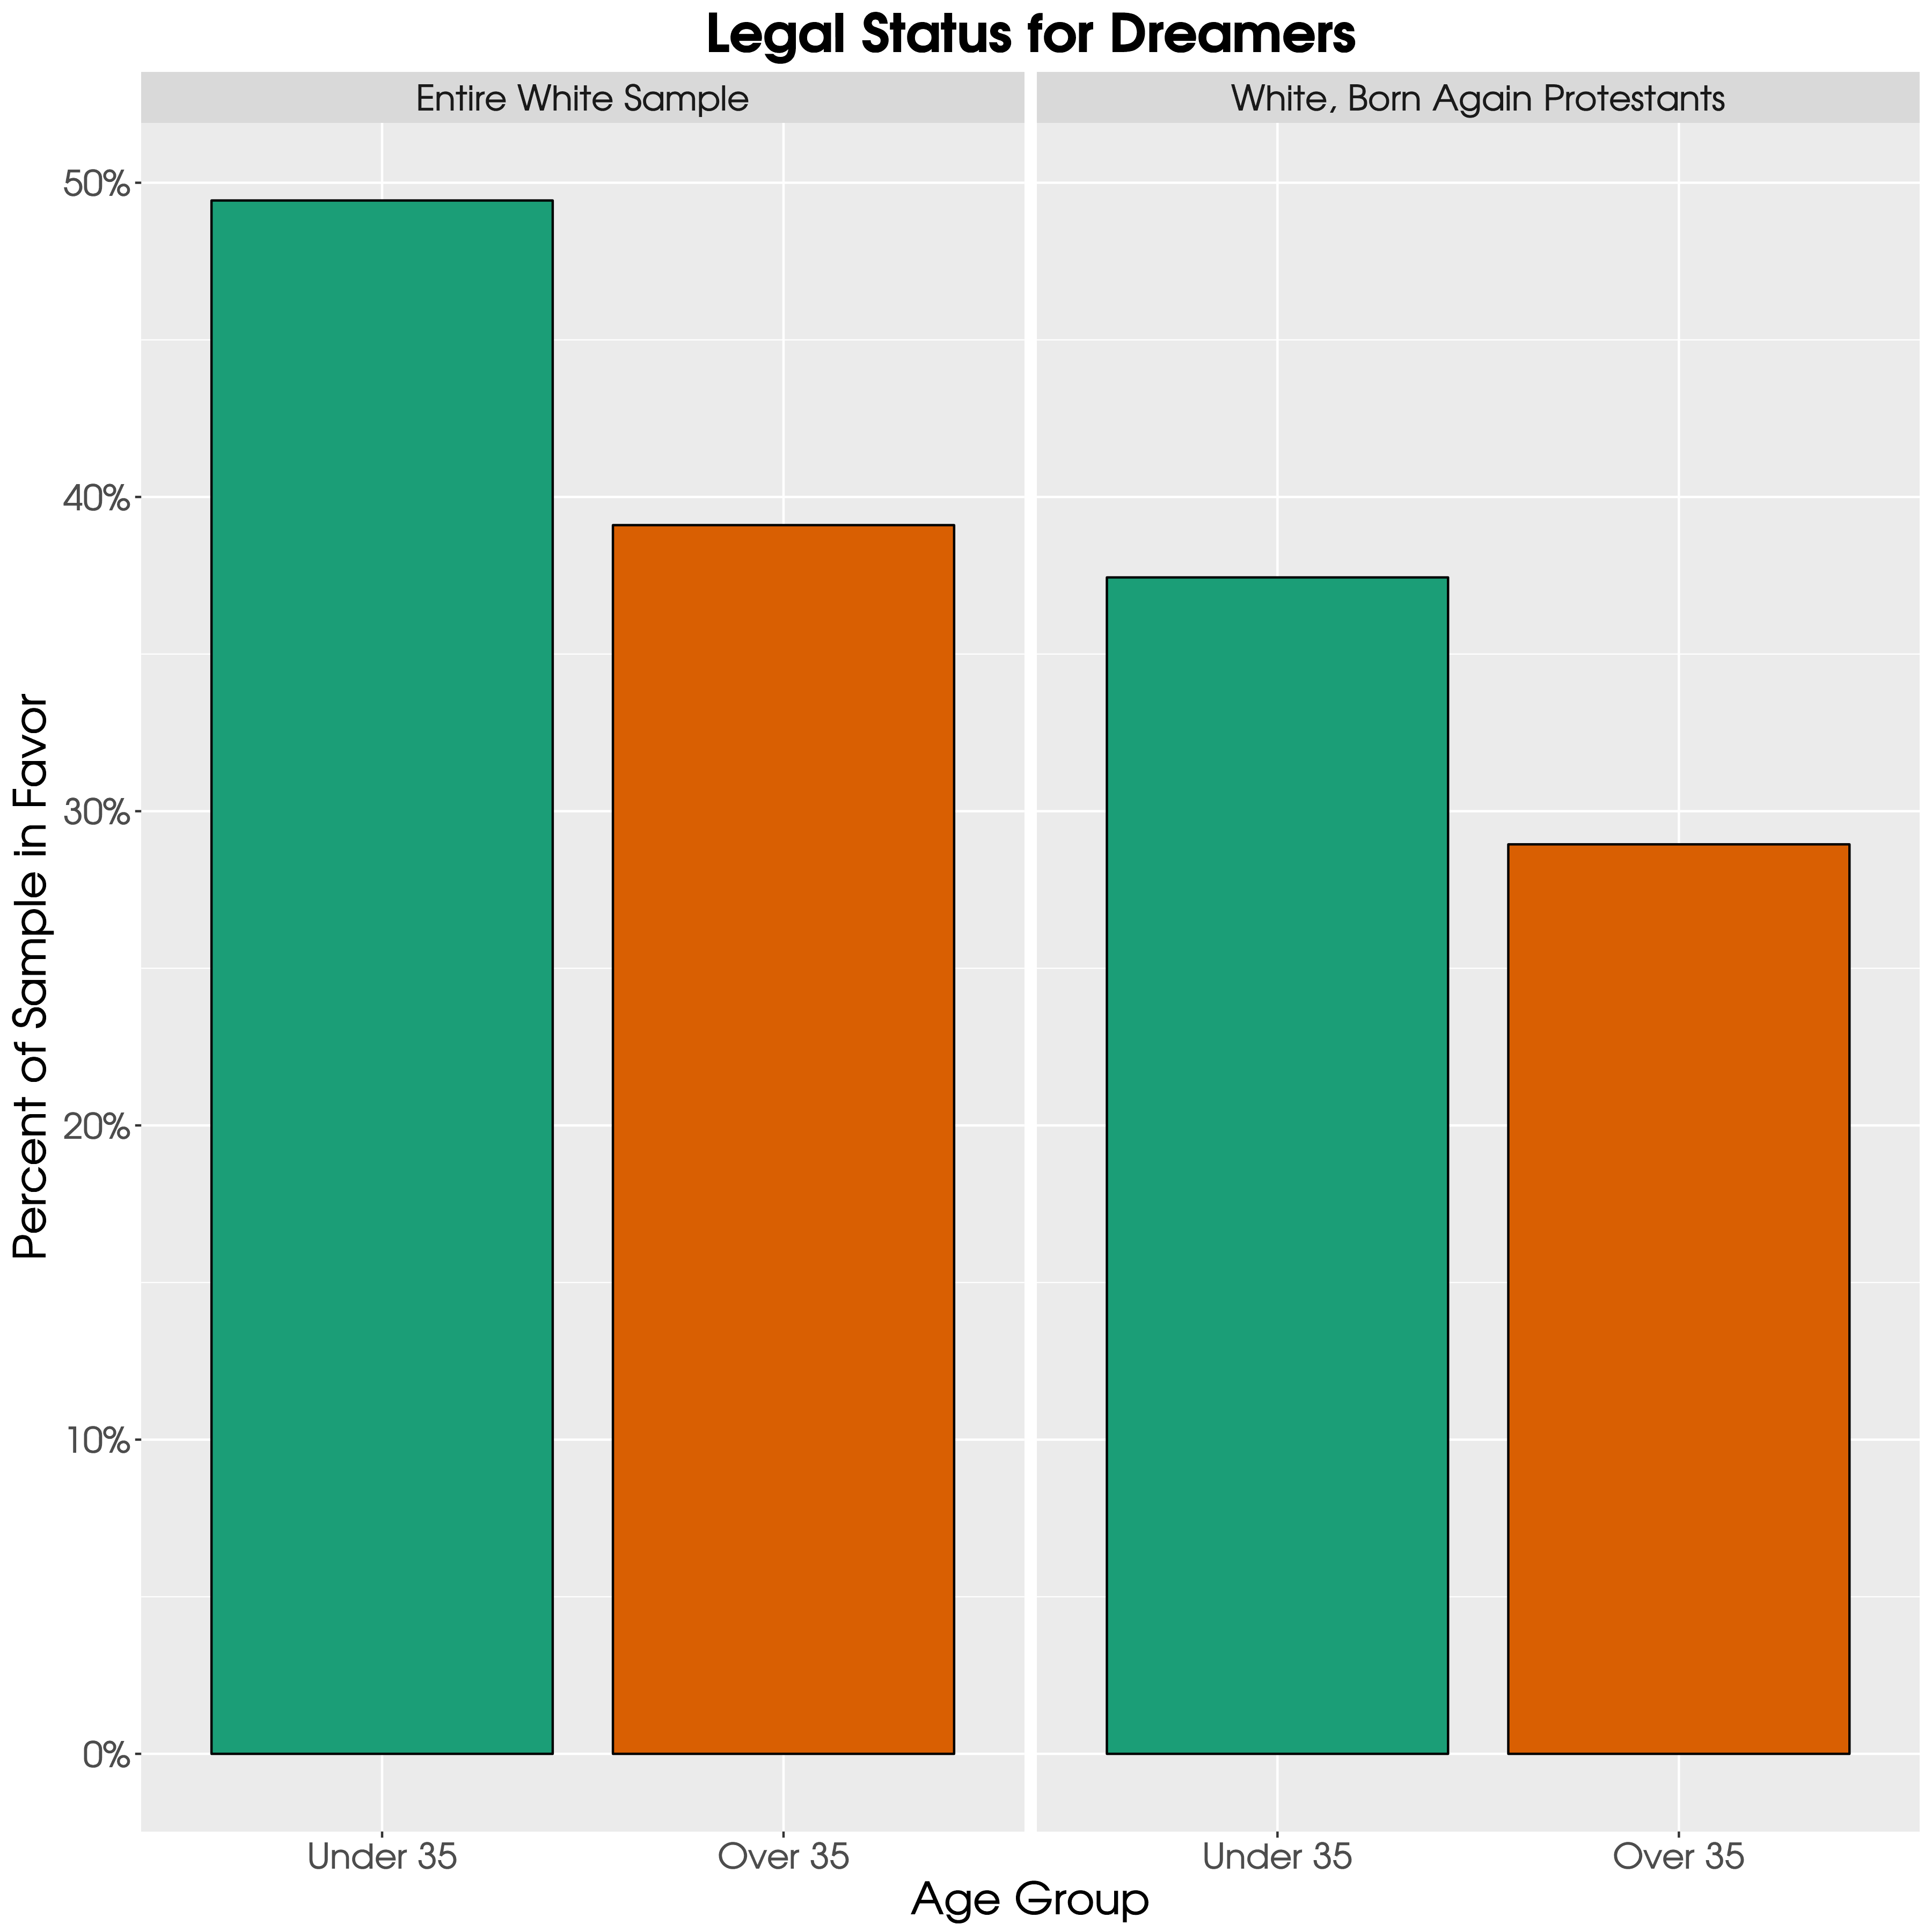 Legal Status for Dreamers
Entire White Sample
White, Born Again Protestants
Percent of Sample in Favor
50%
40%
30%
20%
10%
0%
Under 35
Over 35
Under 35
Over 35
Age Group